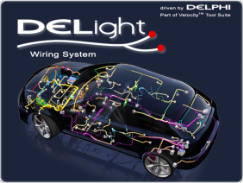 driven by DELPHI
Part of Velocity™ Tool Suite
DELight
Wiring System